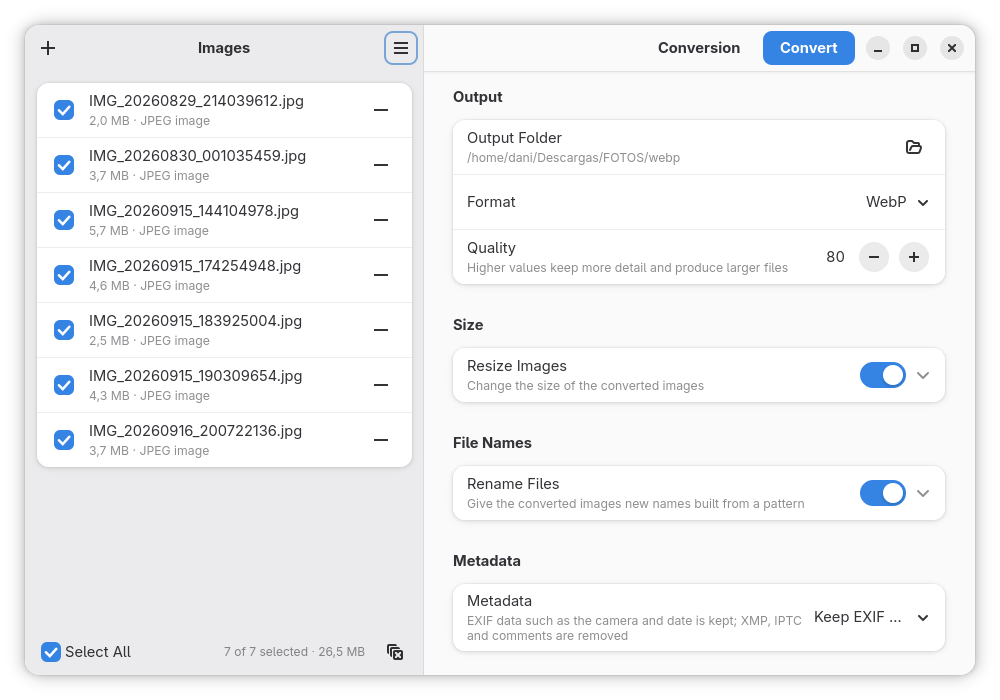 Images
Conversion
Convert
IMG_20260829_214039612.jpg
2,0 MB · JPEG image
IMG_20260830_001035459.jpg
3,7 MB · JPEG image
IMG_20260915_144104978.jpg
5,7 MB · JPEG image
IMG_20260915_174254948.jpg
4,6 MB · JPEG image
IMG_20260915_183925004.jpg
2,5 MB · JPEG image
IMG_20260915_190309654.jpg
4,3 MB · JPEG image
IMG_20260916_200722136.jpg
3,7 MB · JPEG image
Select All
7 of 7 selected · 26,5 MB
Output
Output Folder
/home/dani/Descargas/FOTOS/webp
Format
WebP
Quality
Higher values keep more detail and produce larger files
80
Size
Resize Images
Change the size of the converted images
File Names
Rename Files
Give the converted images new names built from a pattern
Metadata
Metadata
EXIF data such as the camera and date is kept; XMP, IPTC
and comments are removed
Keep EXIF ...